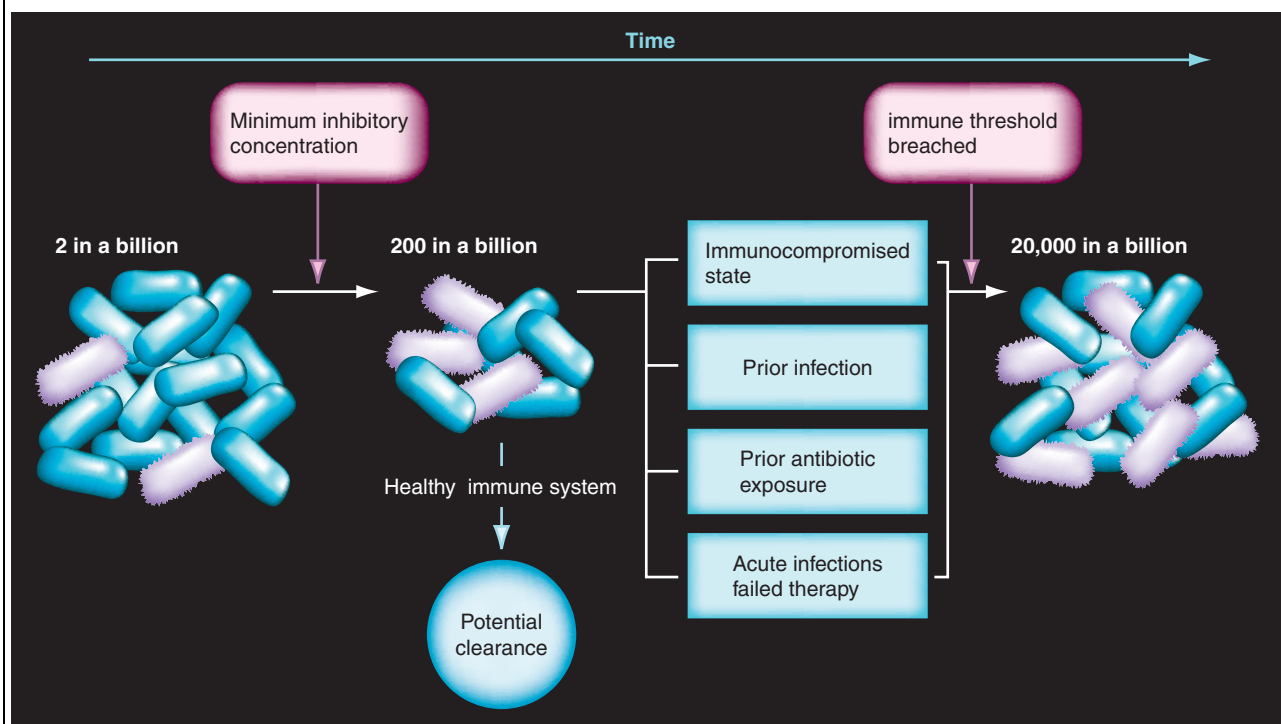 Time
Minimum inhibitory
concentration
immune threshold
breached
2 in a billion
200 in a billion
20,000 in a billion
Immunocompromised
state
Prior infection
Prior antibiotic
exposure
Acute infections
failed therapy
Healthy immune system
Potential
clearance